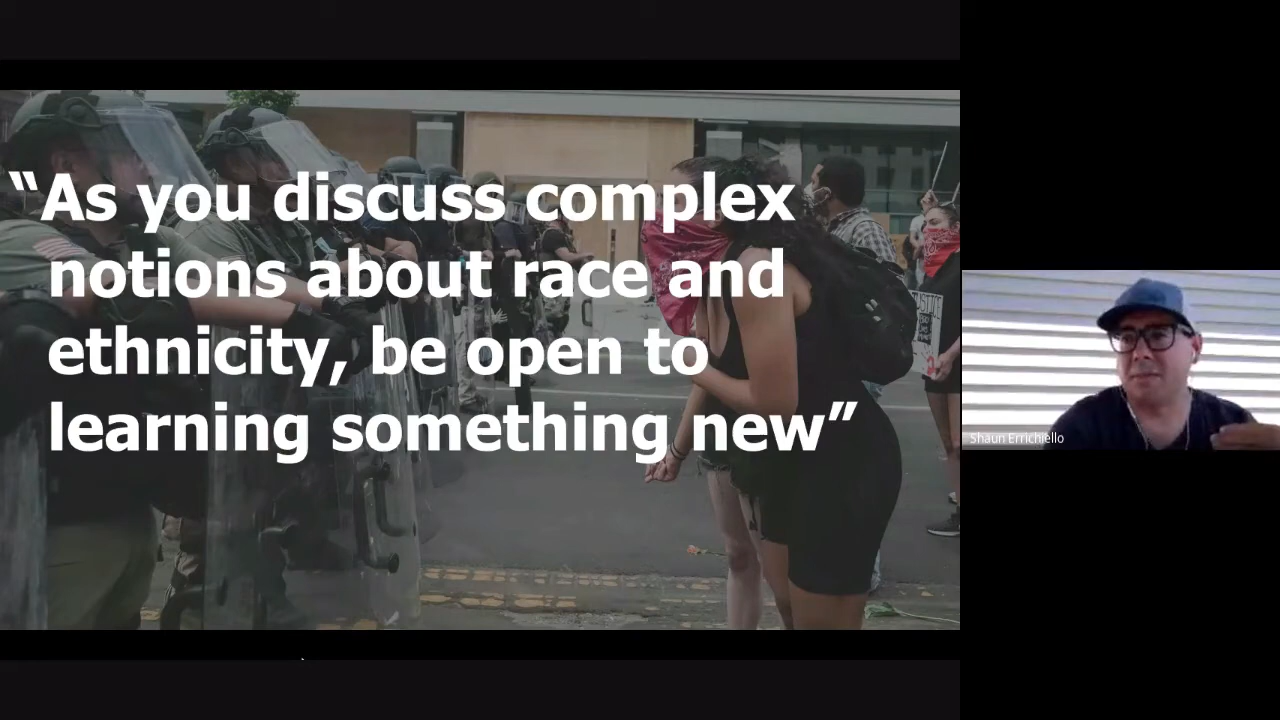 “As you discuss complex
notions about race and
ethnicity, be open to
learning something new”
Shaun Errichiello